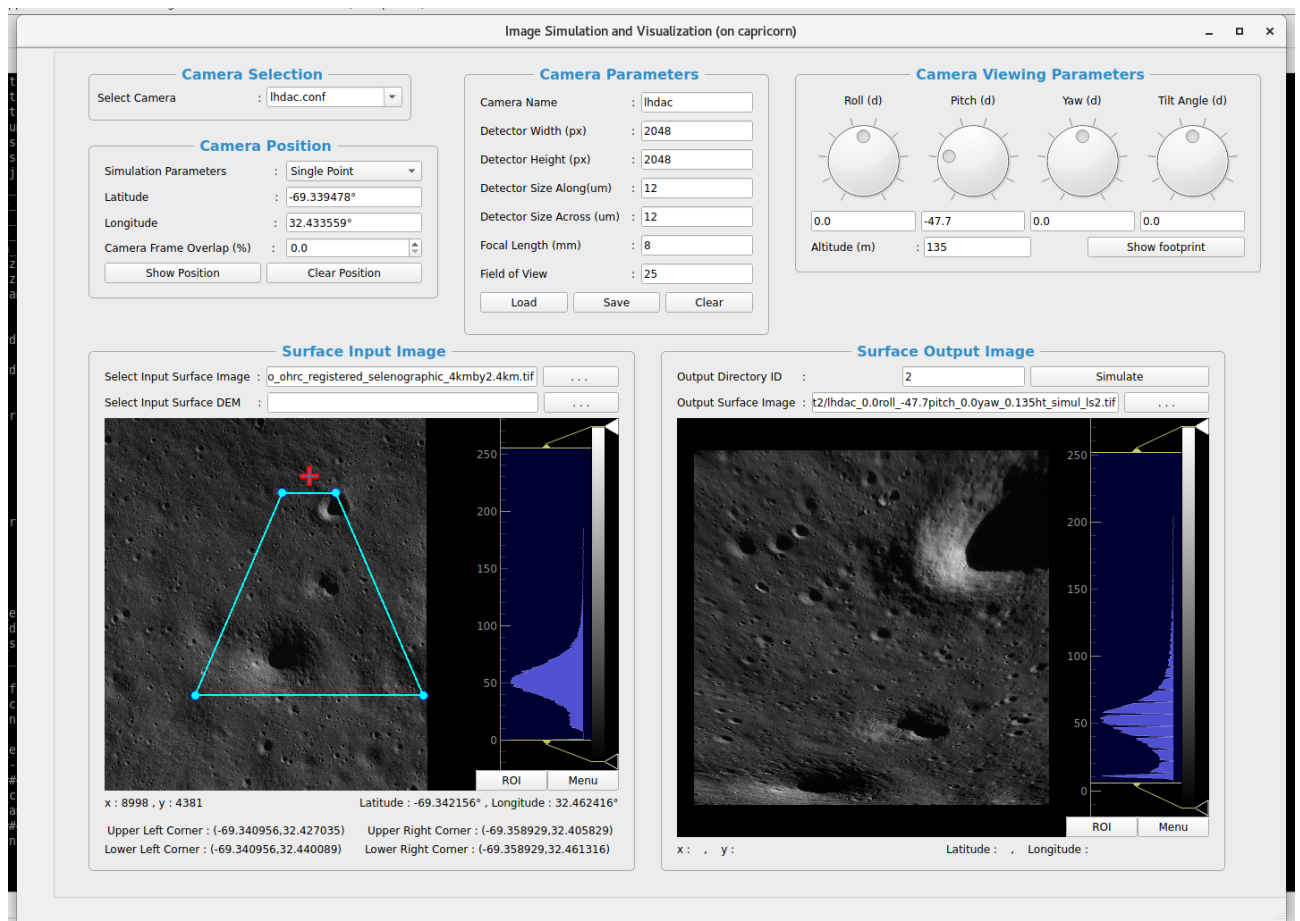 Image Simulation and Visualization (on capricorn)
Camera Selection
Select Camera : lhdac.conf
Camera Position
Simulation Parameters : Single Point
Latitude : -69.339478°
Longitude : 32.433559°
Camera Frame Overlap (%) : 0.0
Show Position Clear Position
Camera Parameters
Camera Name : lhdac
Detector Width (px) : 2048
Detector Height (px) : 2048
Detector Size Along(um) : 12
Detector Size Across (um) : 12
Focal Length (mm) : 8
Field of View : 25
Load Save Clear
Camera Viewing Parameters
Roll (d) Pitch (d) Yaw (d) Tilt Angle (d)
0.0 -47.7 0.0 0.0
Altitude (m) : 135 Show footprint
Surface Input Image
Select Input Surface Image : o_ohrc_registered_selenographic_4kmby2.4km.tif ...
Select Input Surface DEM : ...
250
200
150
100
50
0
ROI Menu
x : 8998 , y : 4381 Latitude : -69.342156° , Longitude : 32.462416°
Upper Left Corner : (-69.340956,32.427035) Upper Right Corner : (-69.358929,32.405829)
Lower Left Corner : (-69.340956,32.440089) Lower Right Corner : (-69.358929,32.461316)
Surface Output Image
Output Directory ID : 2 Simulate
Output Surface Image : t2/lhdac_0.0roll_-47.7pitch_0.0yaw_0.135ht_simul_ls2.tif ...
250
200
150
100
50
0
ROI Menu
x : , y : Latitude : , Longitude :